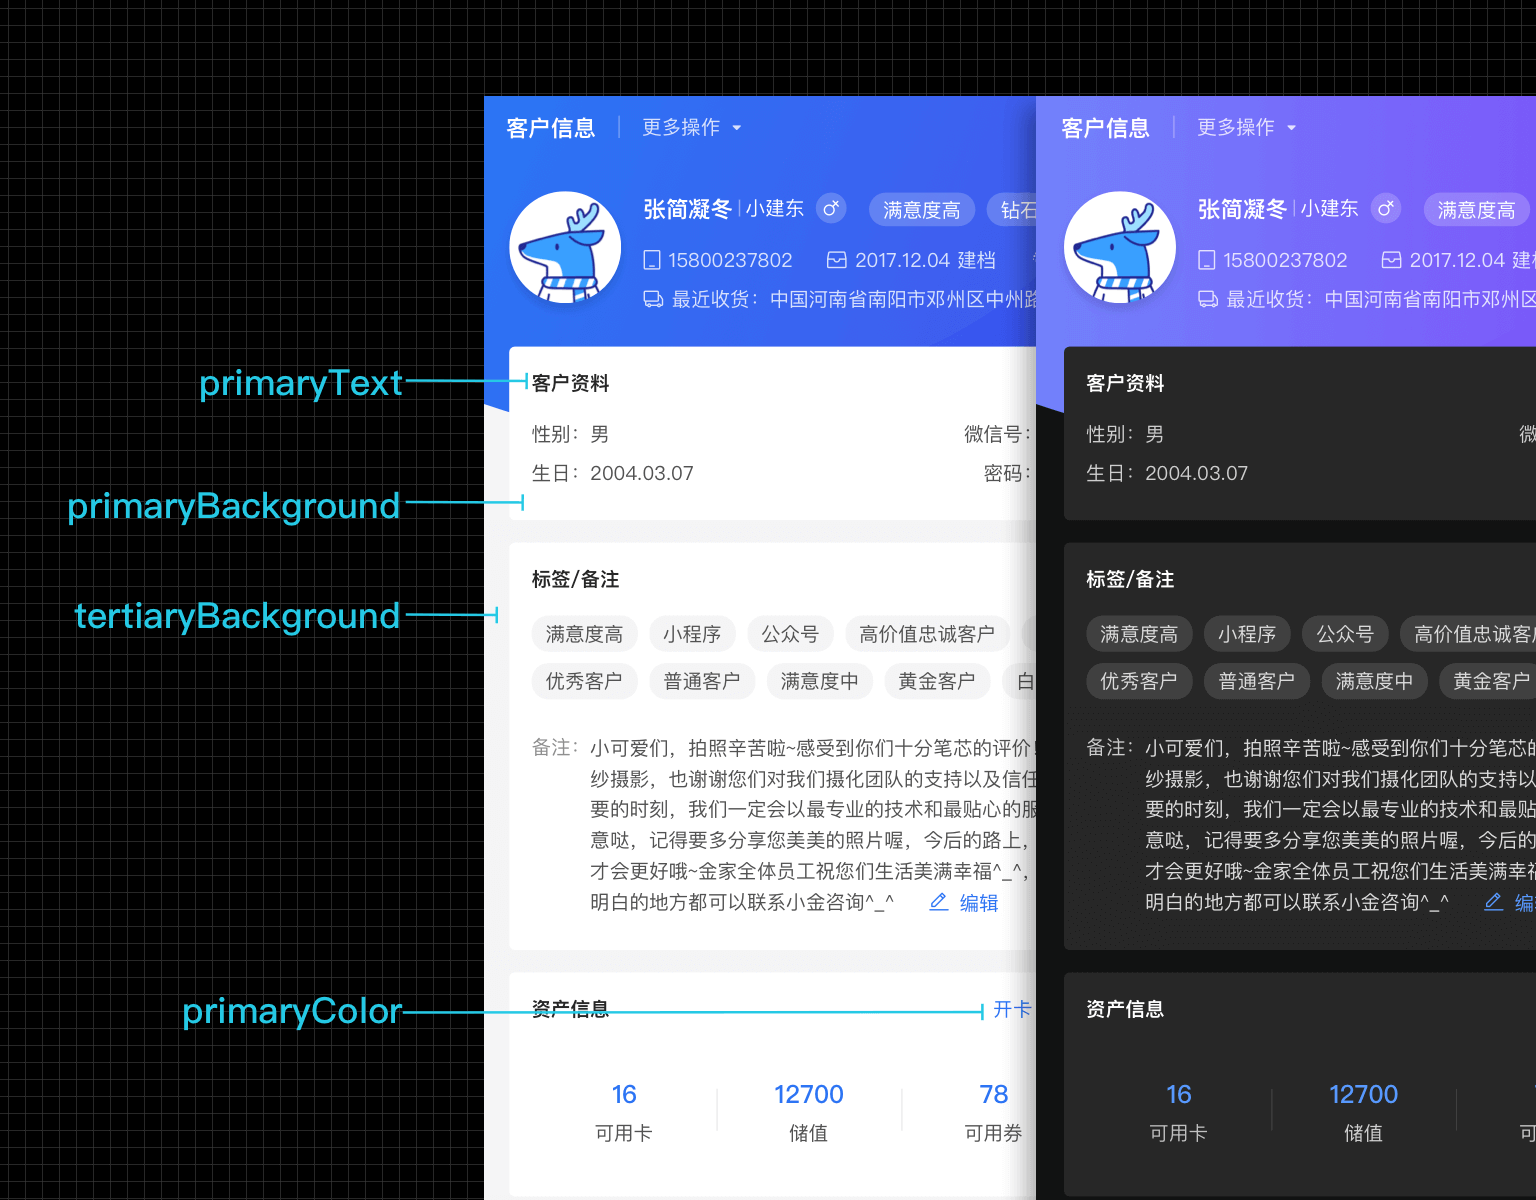 客户信息 更多操作
张简凝冬 小建东 满意度高 钻石
15800237802 2017.12.04 建档
最近收货：中国河南省南阳市邓州区中州路
客户资料
性别：男 微信号：
生日：2004.03.07 密码：
标签/备注
满意度高 小程序 公众号 高价值忠诚客户
优秀客户 普通客户 满意度中 黄金客户 白
备注：小可爱们，拍照辛苦啦~感受到你们十分笔芯的评价！
纱摄影，也谢谢您们对我们摄化团队的支持以及信任
要的时刻，我们一定会以最专业的技术和最贴心的服
意哒，记得要多分享您美美的照片喔，今后的路上，
才会更好哦~金家全体员工祝您们生活美满幸福^_^，
明白的地方都可以联系小金咨询^_^ 编辑
资产信息 开卡
16 12700 78
可用卡 储值 可用券
primaryText
primaryBackground
tertiaryBackground
primaryColor
客户信息 更多操作
张简凝冬 小建东 满意度高
15800237802 2017.12.04 建档
最近收货：中国河南省南阳市邓州区
客户资料
性别：男 微
生日：2004.03.07
标签/备注
满意度高 小程序 公众号 高价值忠诚客户
优秀客户 普通客户 满意度中 黄金客户
备注：小可爱们，拍照辛苦啦~感受到你们十分笔芯的
纱摄影，也谢谢您们对我们摄化团队的支持以
要的时刻，我们一定会以最专业的技术和最贴
意哒，记得要多分享您美美的照片喔，今后的
才会更好哦~金家全体员工祝您们生活美满幸福
明白的地方都可以联系小金咨询^_^ 编辑
资产信息
16 12700
可用卡 储值 可